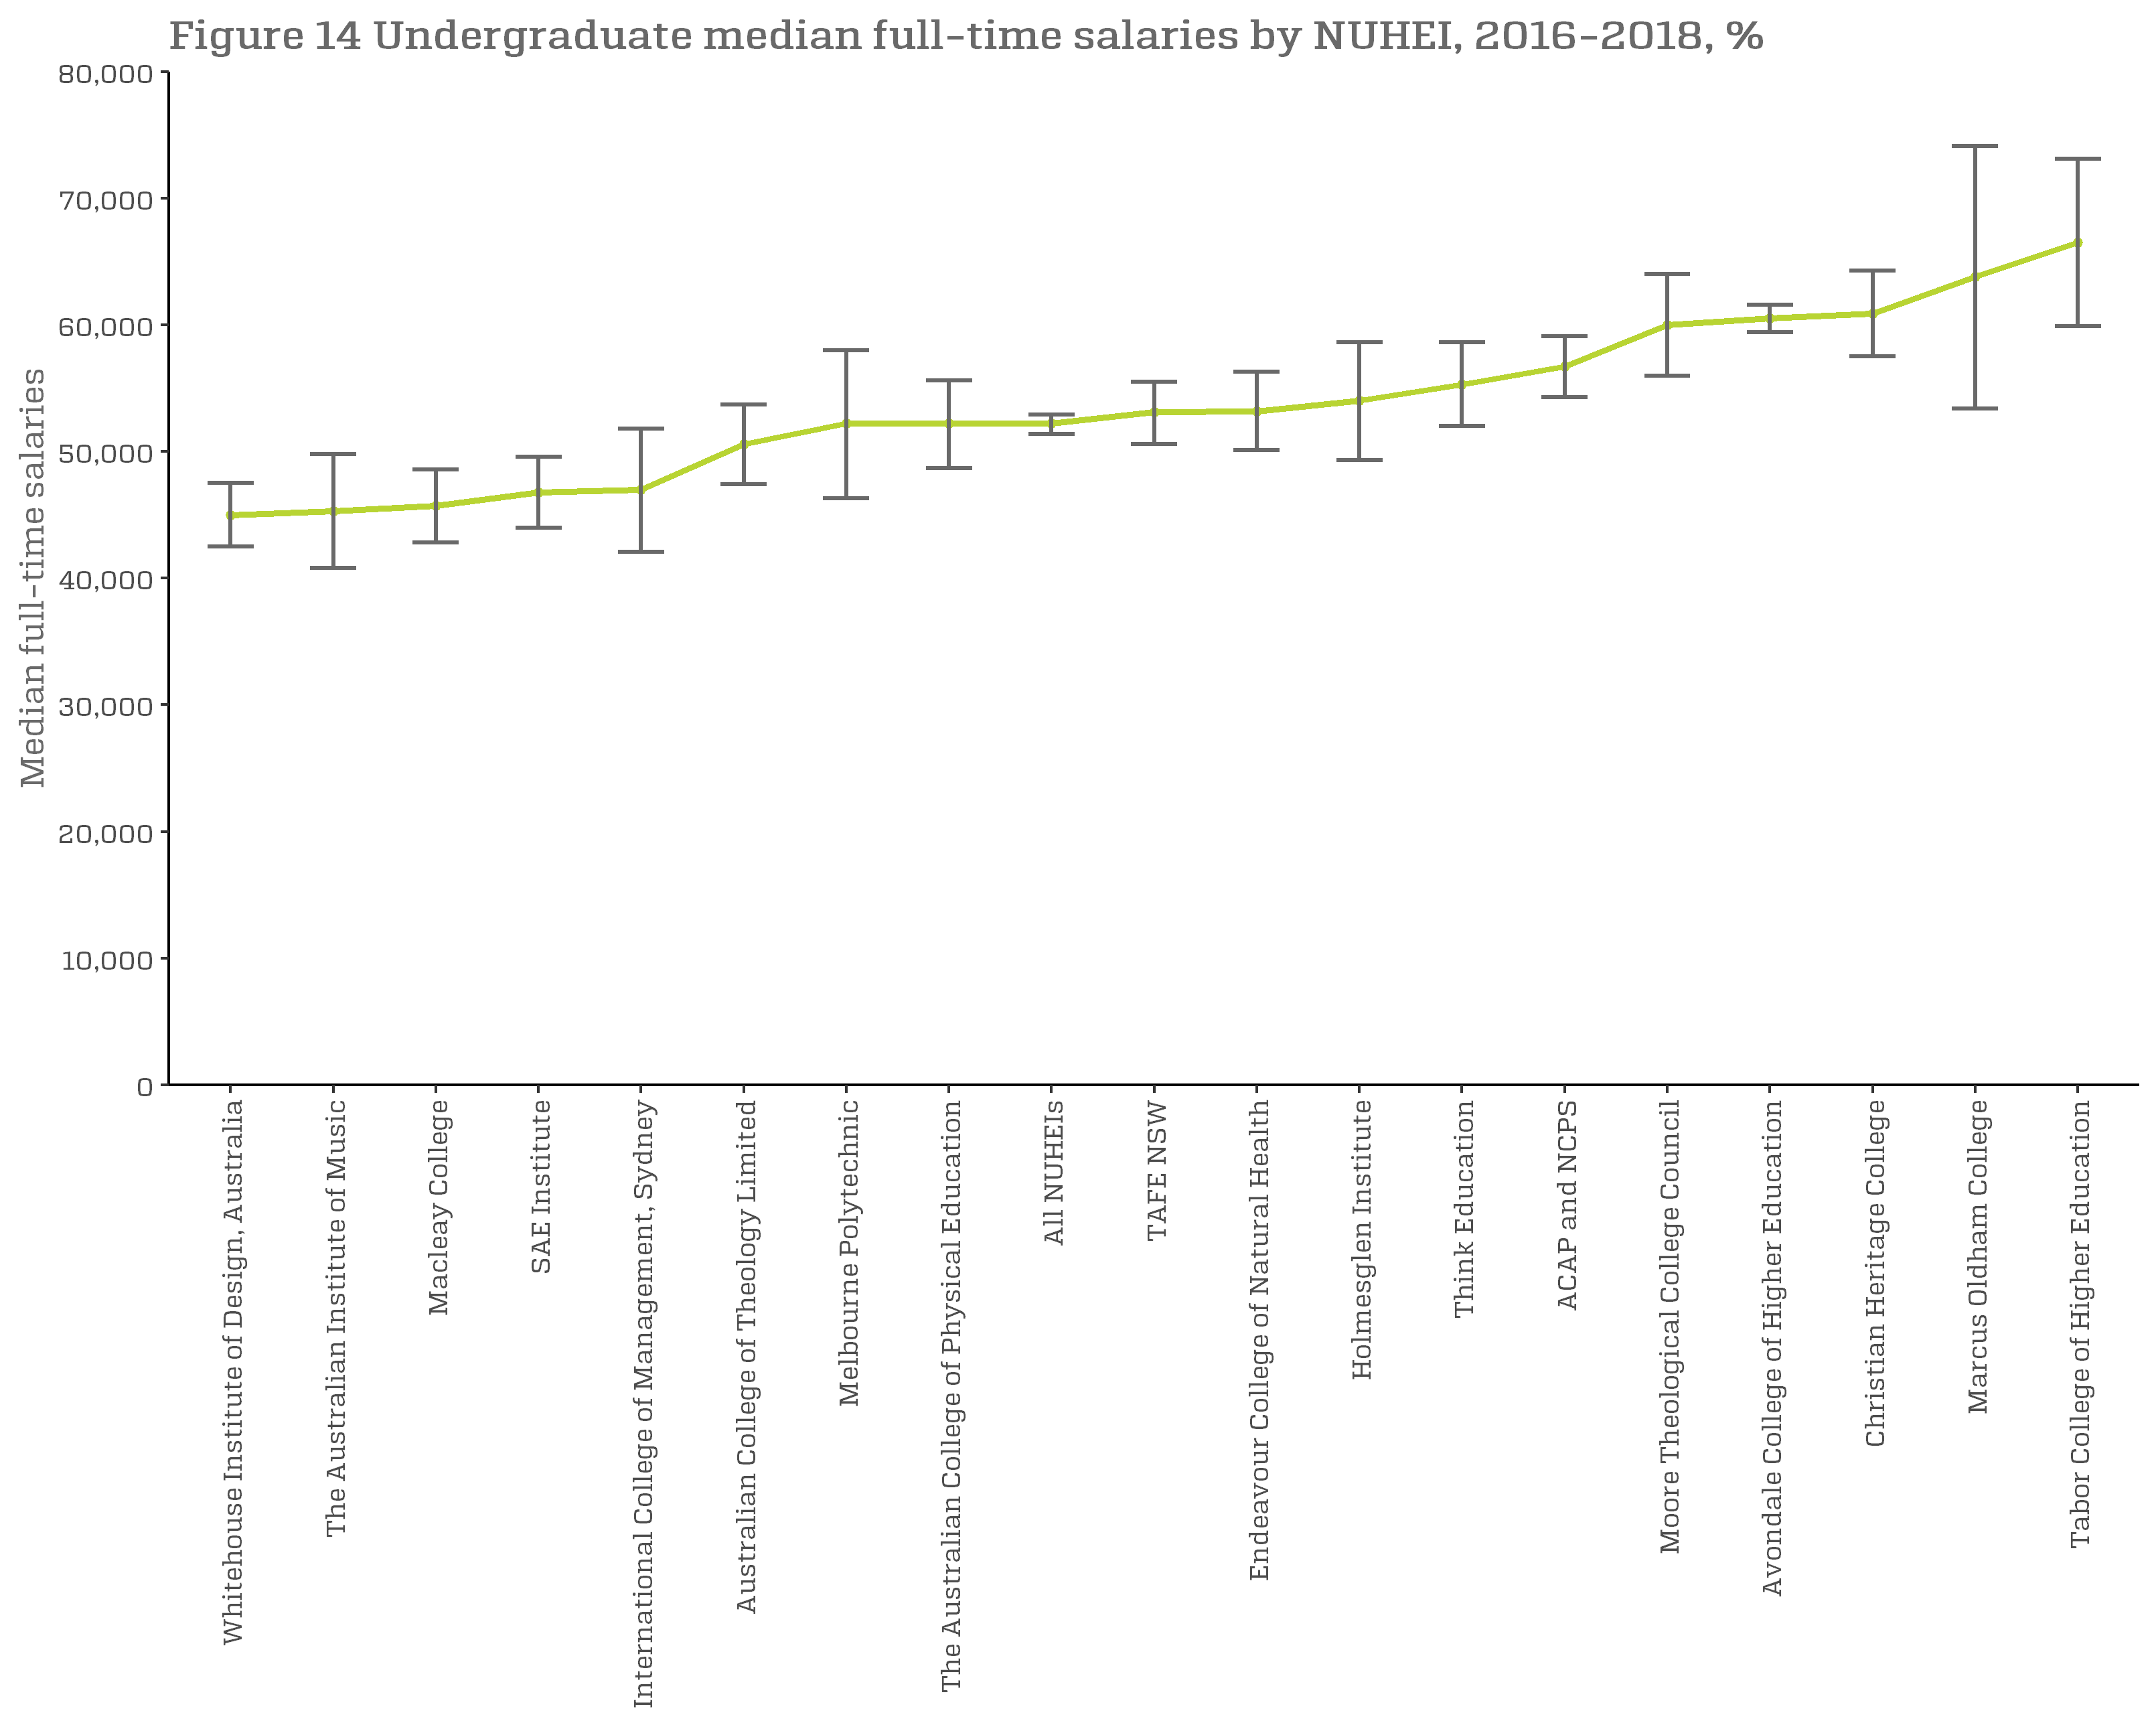 Figure 14 Undergraduate median full-time salaries by NUHEI, 2016-2018, %
Median full-time salaries
80,000
70,000
60,000
50,000
40,000
30,000
20,000
10,000
0
Whitehouse Institute of Design, Australia
The Australian Institute of Music
Macleay College
SAE Institute
International College of Management, Sydney
Australian College of Theology Limited
Melbourne Polytechnic
The Australian College of Physical Education
All NUHEIs
TAFE NSW
Endeavour College of Natural Health
Holmesglen Institute
Think Education
ACAP and NCPS
Moore Theological College Council
Avondale College of Higher Education
Christian Heritage College
Marcus Oldham College
Tabor College of Higher Education